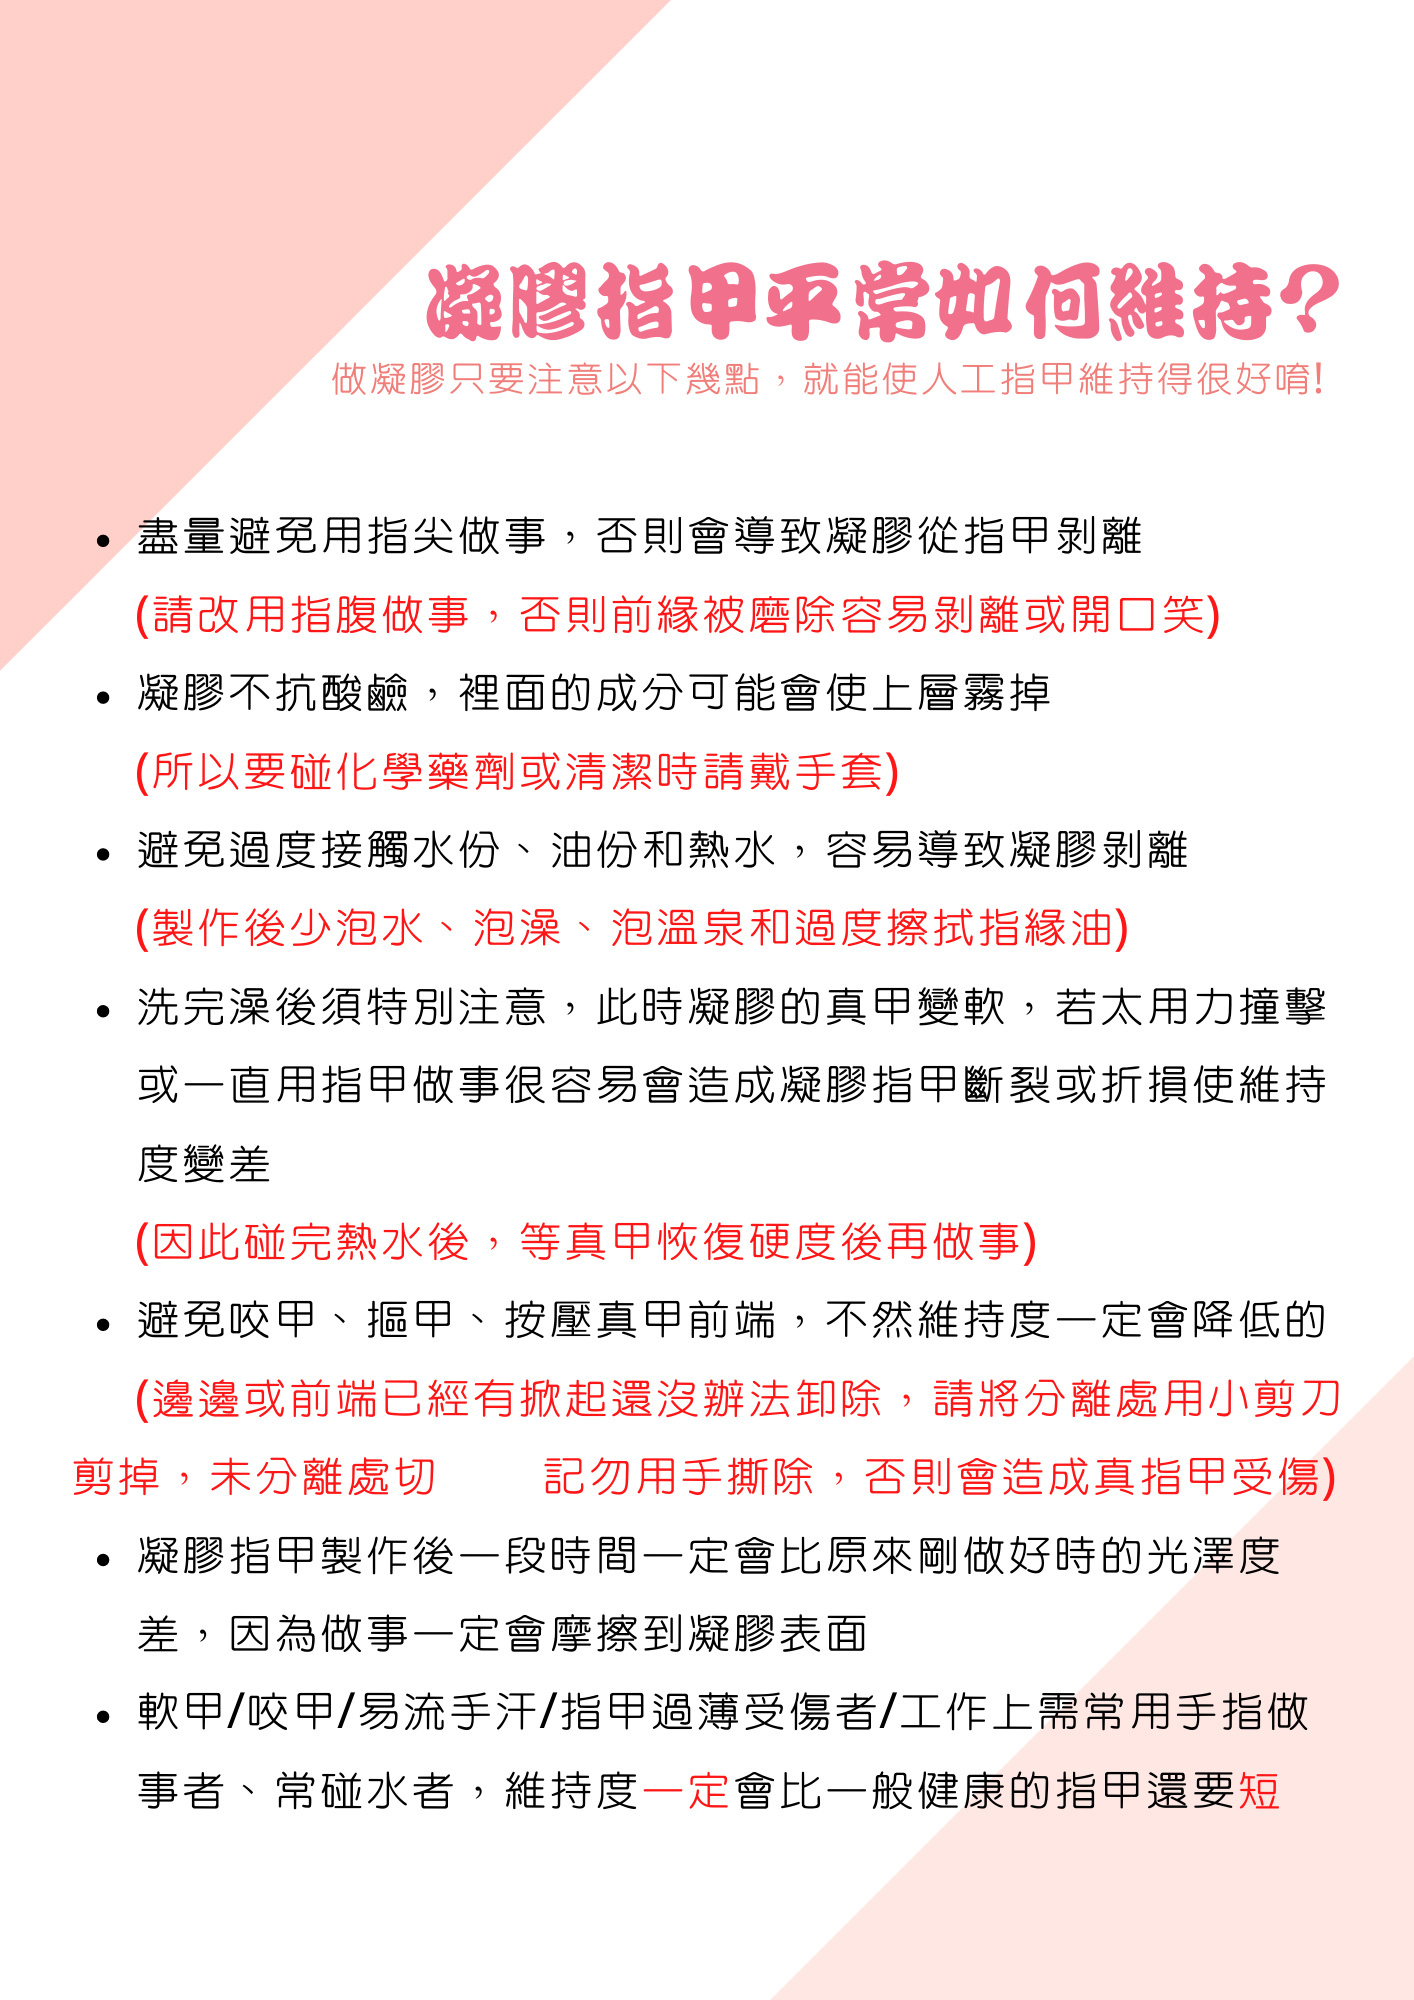 凝膠指甲平常如何維持?
做凝膠只要注意以下幾點，就能使人工指甲維持得很好唷!
• 盡量避免用指尖做事，否則會導致凝膠從指甲剝離
(請改用指腹做事，否則前緣被磨除容易剝離或開口笑)
• 凝膠不抗酸鹼，裡面的成分可能會使上層霧掉
(所以要碰化學藥劑或清潔時請戴手套)
• 避免過度接觸水份、油份和熱水，容易導致凝膠剝離
(製作後少泡水、泡澡、泡溫泉和過度擦拭指緣油)
• 洗完澡後須特別注意，此時凝膠的真甲變軟，若太用力撞擊
或一直用指甲做事很容易會造成凝膠指甲斷裂或折損使維持
度變差
(因此碰完熱水後，等真甲恢復硬度後再做事)
• 避免咬甲、摳甲、按壓真甲前端，不然維持度一定會降低的
(邊邊或前端已經有掀起還沒辦法卸除，請將分離處用小剪刀
剪掉，未分離處切 記勿用手撕除，否則會造成真指甲受傷)
• 凝膠指甲製作後一段時間一定會比原來剛做好時的光澤度
差，因為做事一定會摩擦到凝膠表面
• 軟甲/咬甲/易流手汗/指甲過薄受傷者/工作上需常用手指做
事者、常碰水者，維持度一定會比一般健康的指甲還要短